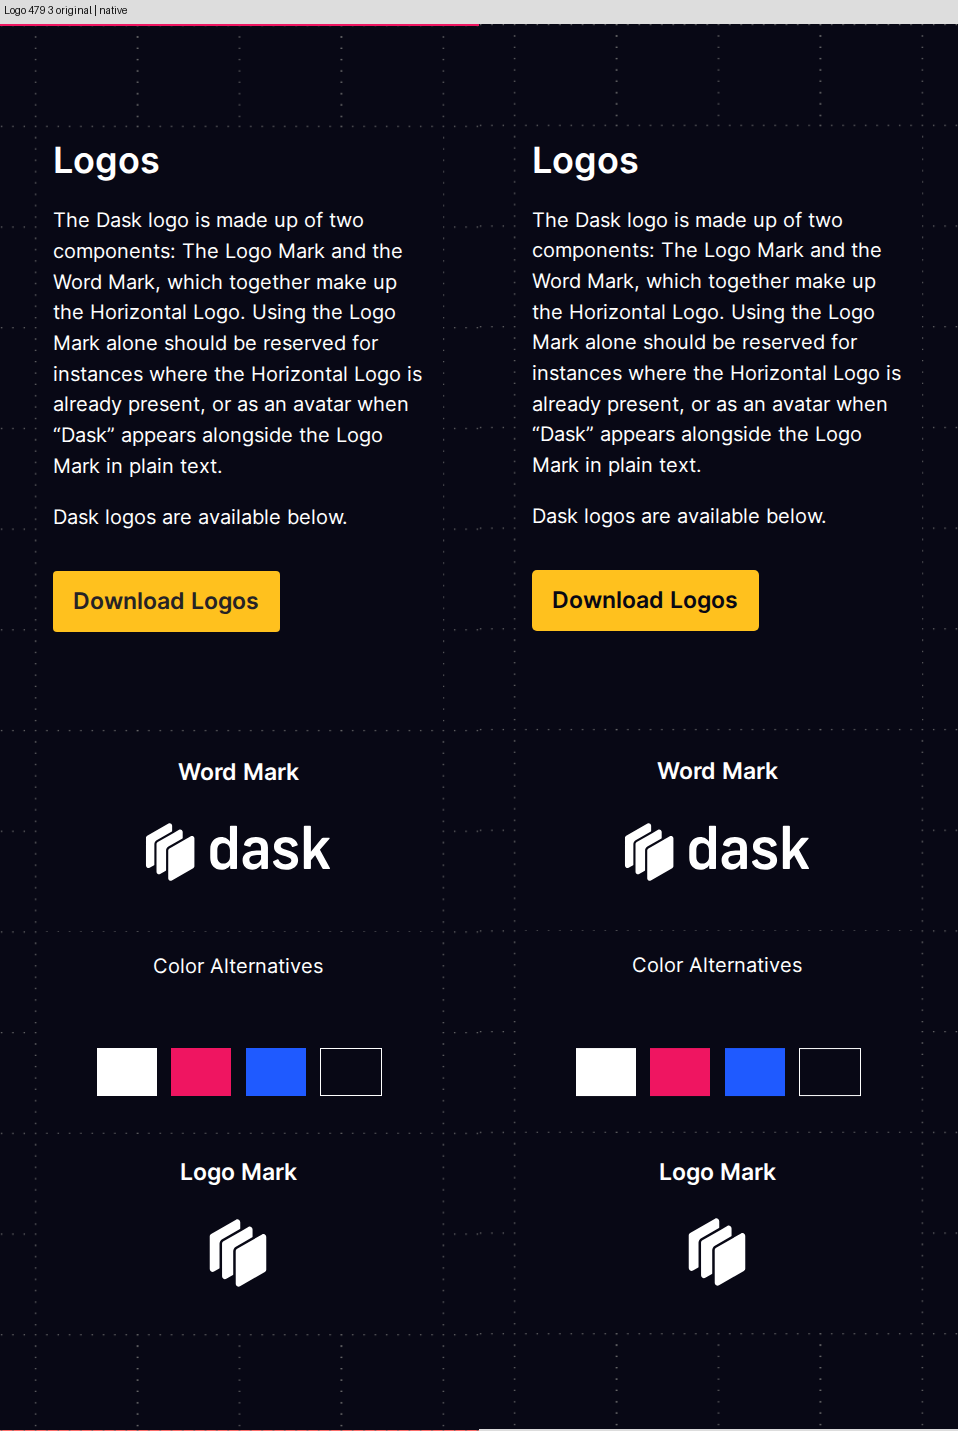 Logo 479 3 original | native
Logos
The Dask logo is made up of two
components: The Logo Mark and the
Word Mark, which together make up
the Horizontal Logo. Using the Logo
Mark alone should be reserved for
instances where the Horizontal Logo is
already present, or as an avatar when
“Dask” appears alongside the Logo
Mark in plain text.
Dask logos are available below.
Download Logos
Word Mark
dask
Color Alternatives
Logo Mark
Logos
The Dask logo is made up of two
components: The Logo Mark and the
Word Mark, which together make up
the Horizontal Logo. Using the Logo
Mark alone should be reserved for
instances where the Horizontal Logo is
already present, or as an avatar when
“Dask” appears alongside the Logo
Mark in plain text.
Dask logos are available below.
Download Logos
Word Mark
dask
Color Alternatives
Logo Mark